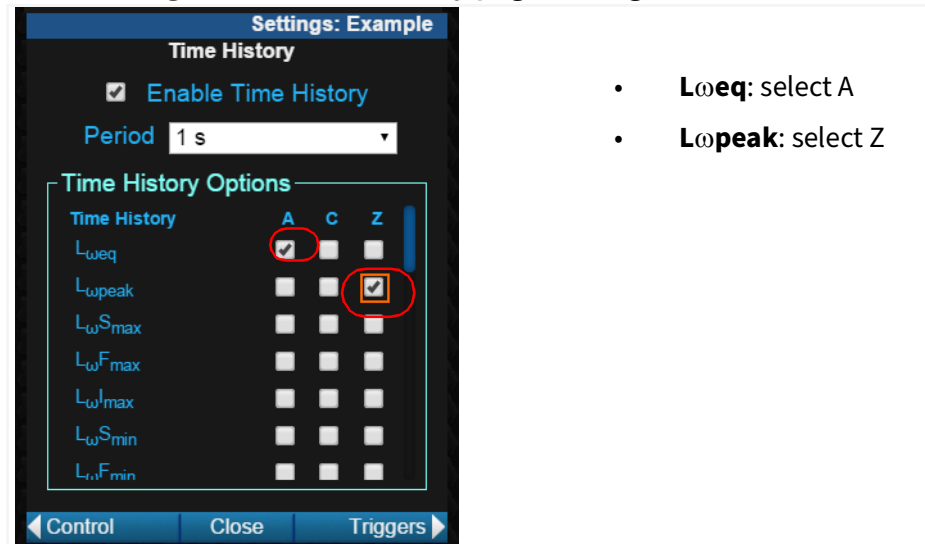 Settings: Example
Time History
Enable Time History
Period 1 s
Time History Options
Time History A C Z
Lωeq
Lωpeak
LωSmax
LωFmax
LωImax
LωSmin
LωFmin
Control Close Triggers
• Lωeq: select A
• Lωpeak: select Z